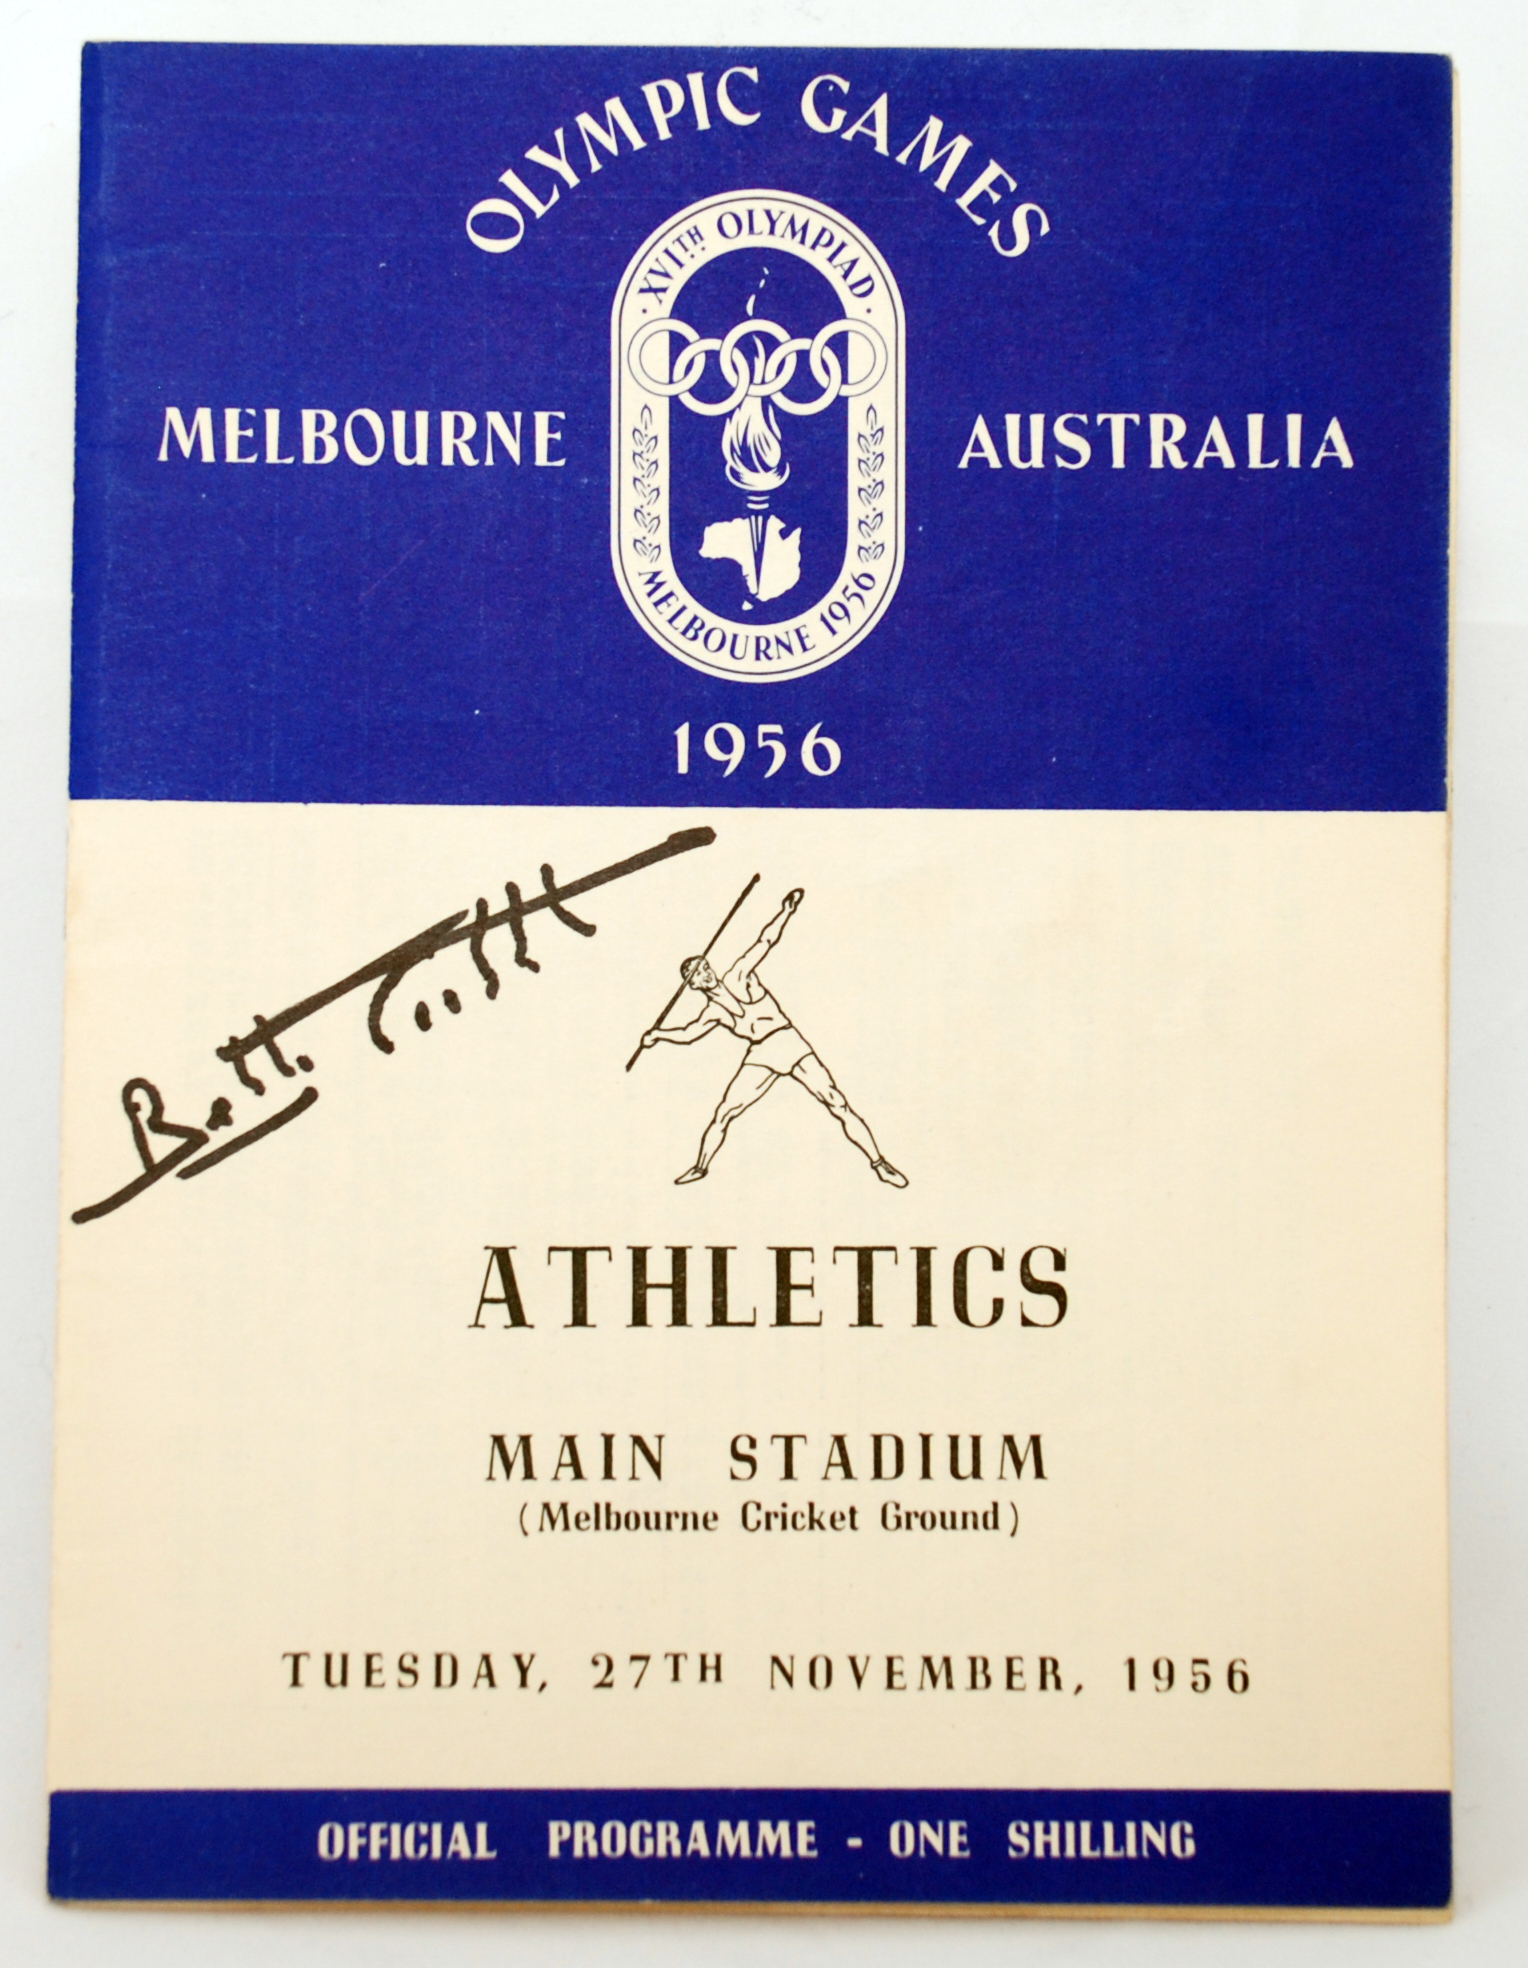 OLYMPIC GAMES
XVITH OLYMPIAD
MELBOURNE AUSTRALIA
MELBOURNE 1956
1956
ATHLETICS
MAIN STADIUM
(Melbourne Cricket Ground)
TUESDAY, 27TH NOVEMBER, 1956
OFFICIAL PROGRAMME - ONE SHILLING